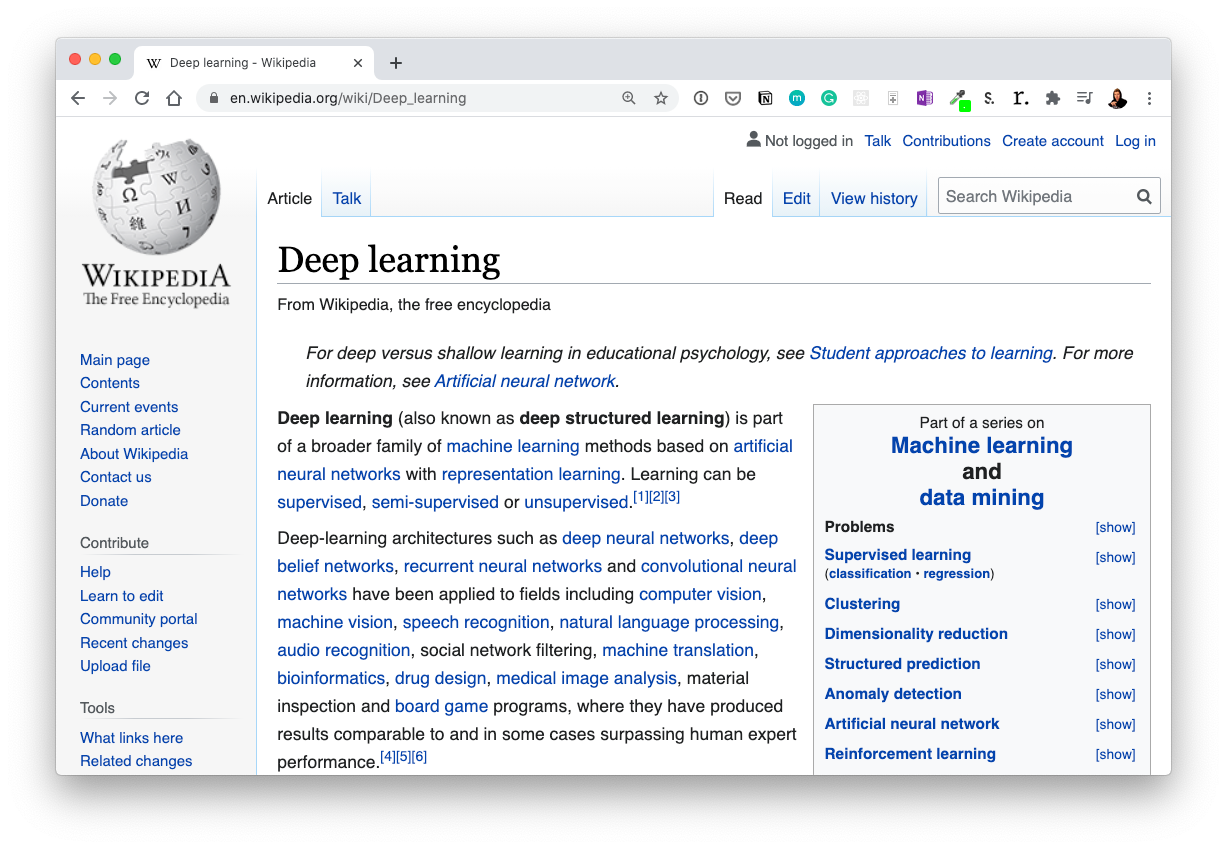 Deep learning - Wikipedia
en.wikipedia.org/wiki/Deep_learning
Not logged in Talk Contributions Create account Log in
Article Talk Read Edit View history Search Wikipedia
WIKIPEDIA
The Free Encyclopedia
Main page
Contents
Current events
Random article
About Wikipedia
Contact us
Donate
Contribute
Help
Learn to edit
Community portal
Recent changes
Upload file
Tools
What links here
Related changes
Deep learning
From Wikipedia, the free encyclopedia
For deep versus shallow learning in educational psychology, see Student approaches to learning. For more
information, see Artificial neural network.
Deep learning (also known as deep structured learning) is part
of a broader family of machine learning methods based on artificial
neural networks with representation learning. Learning can be
supervised, semi-supervised or unsupervised.[1][2][3]
Deep-learning architectures such as deep neural networks, deep
belief networks, recurrent neural networks and convolutional neural
networks have been applied to fields including computer vision,
machine vision, speech recognition, natural language processing,
audio recognition, social network filtering, machine translation,
bioinformatics, drug design, medical image analysis, material
inspection and board game programs, where they have produced
results comparable to and in some cases surpassing human expert
performance.[4][5][6]
Part of a series on
Machine learning
and
data mining
Problems [show]
Supervised learning [show]
(classification • regression)
Clustering [show]
Dimensionality reduction [show]
Structured prediction [show]
Anomaly detection [show]
Artificial neural network [show]
Reinforcement learning [show]